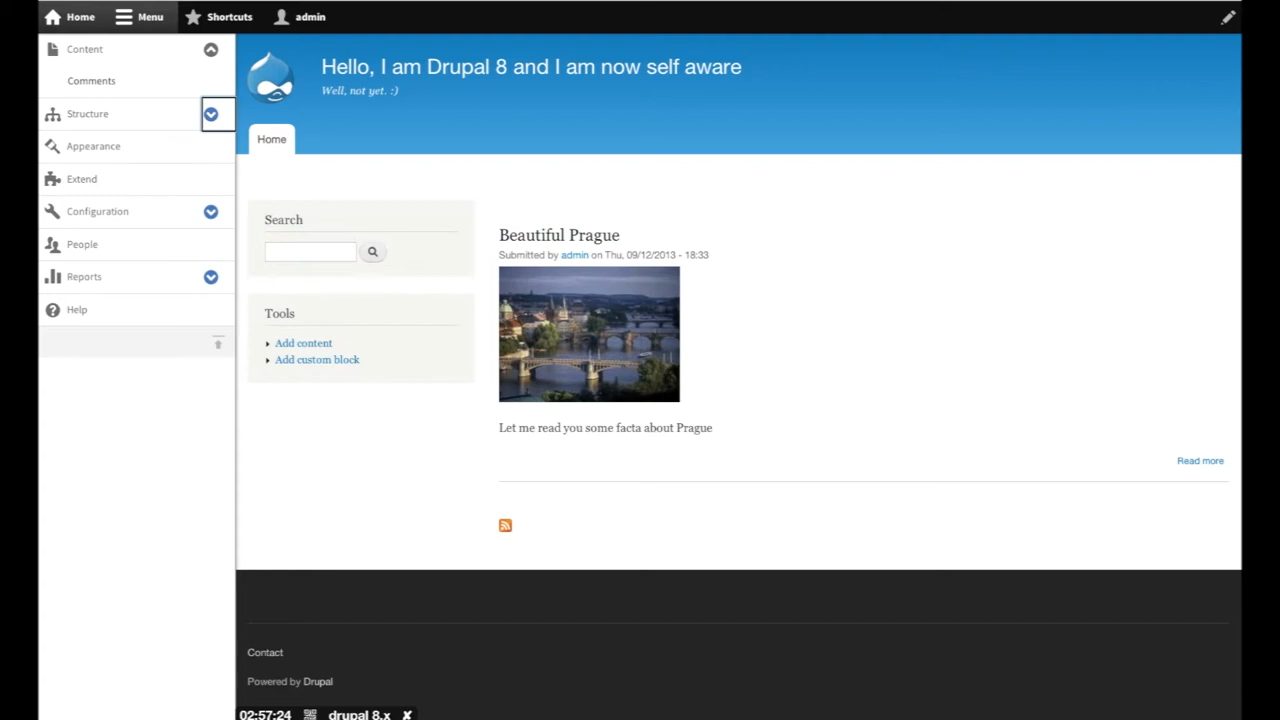 Home Menu Shortcuts admin
Content
Comments
Structure
Appearance
Extend
Configuration
People
Reports
Help
Hello, I am Drupal 8 and I am now self aware
Well, not yet. :)
Home
Search
Tools
Add content
Add custom block
Beautiful Prague
Submitted by admin on Thu, 09/12/2013 - 18:33
Let me read you some facta about Prague
Read more
Contact
Powered by Drupal
02:57:24 drupal 8.x